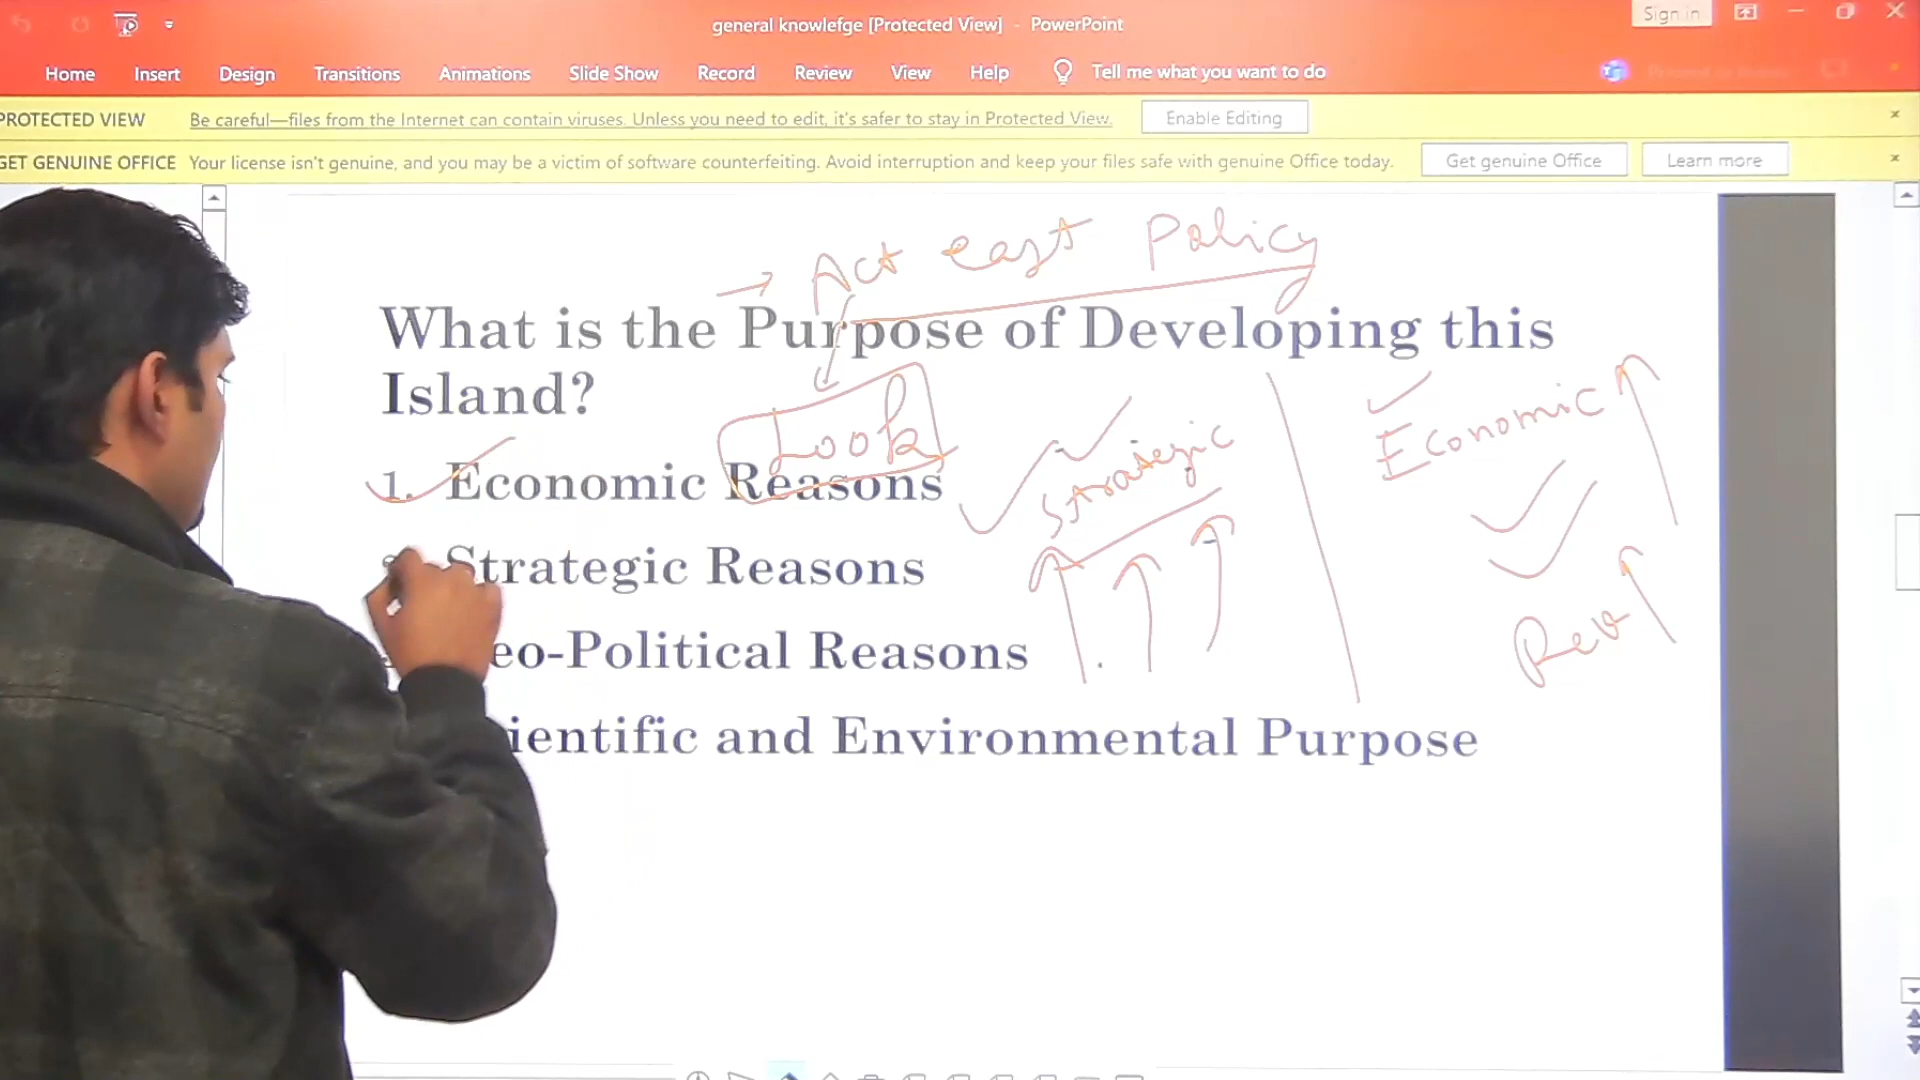 Sign in
general knowlefge [Protected View] - PowerPoint
Home Insert Design Transitions Animations Slide Show Record Review View Help Tell me what you want to do
PROTECTED VIEW Be careful—files from the Internet can contain viruses. Unless you need to edit, it's safer to stay in Protected View. Enable Editing
GET GENUINE OFFICE Your license isn't genuine, and you may be a victim of software counterfeiting. Avoid interruption and keep your files safe with genuine Office today. Get genuine Office Learn more
→ Act east Policy
What is the Purpose of Developing this
Island?
Look
Strategic
Economic
1. Economic Reasons
Strategic Reasons
Rev
eo-Political Reasons
ientific and Environmental Purpose